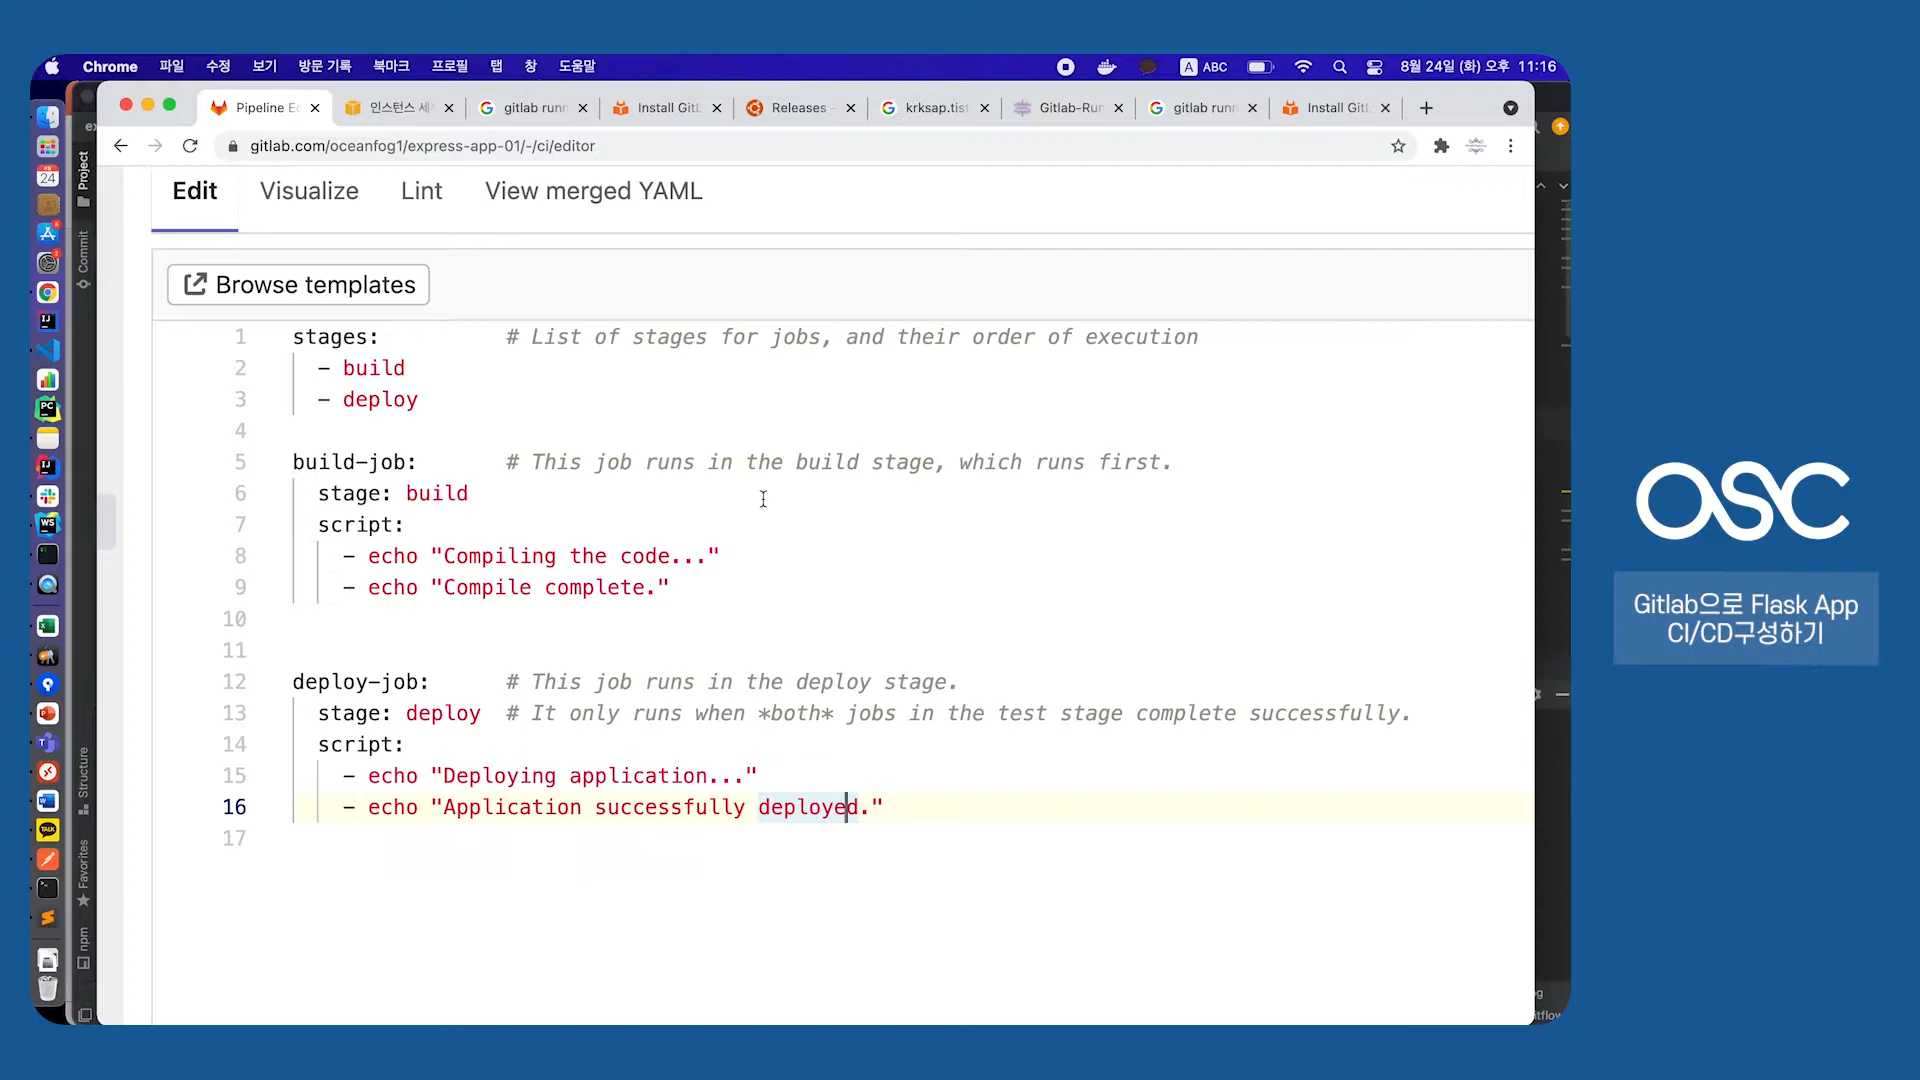 Chrome 파일 수정 보기 방문 기록 북마크 프로필 탭 창 도움말 A ABC 8월 24일 (화) 오후 11:16
Pipeline Ed 인스턴스 세 gitlab runn Install GitL Releases - krksap.tist Gitlab-Run gitlab runn Install GitL
gitlab.com/oceanfog1/express-app-01/-/ci/editor
Project
Commit
Structure
Favorites
npm
24
Edit Visualize Lint View merged YAML
Browse templates
1 stages: # List of stages for jobs, and their order of execution
2 - build
3 - deploy
4
5 build-job: # This job runs in the build stage, which runs first.
6 stage: build
7 script:
8 - echo "Compiling the code..."
9 - echo "Compile complete."
10
11
12 deploy-job: # This job runs in the deploy stage.
13 stage: deploy # It only runs when *both* jobs in the test stage complete successfully.
14 script:
15 - echo "Deploying application..."
16 - echo "Application successfully deployed."
17
OSC
Gitlab으로 Flask App
CI/CD구성하기